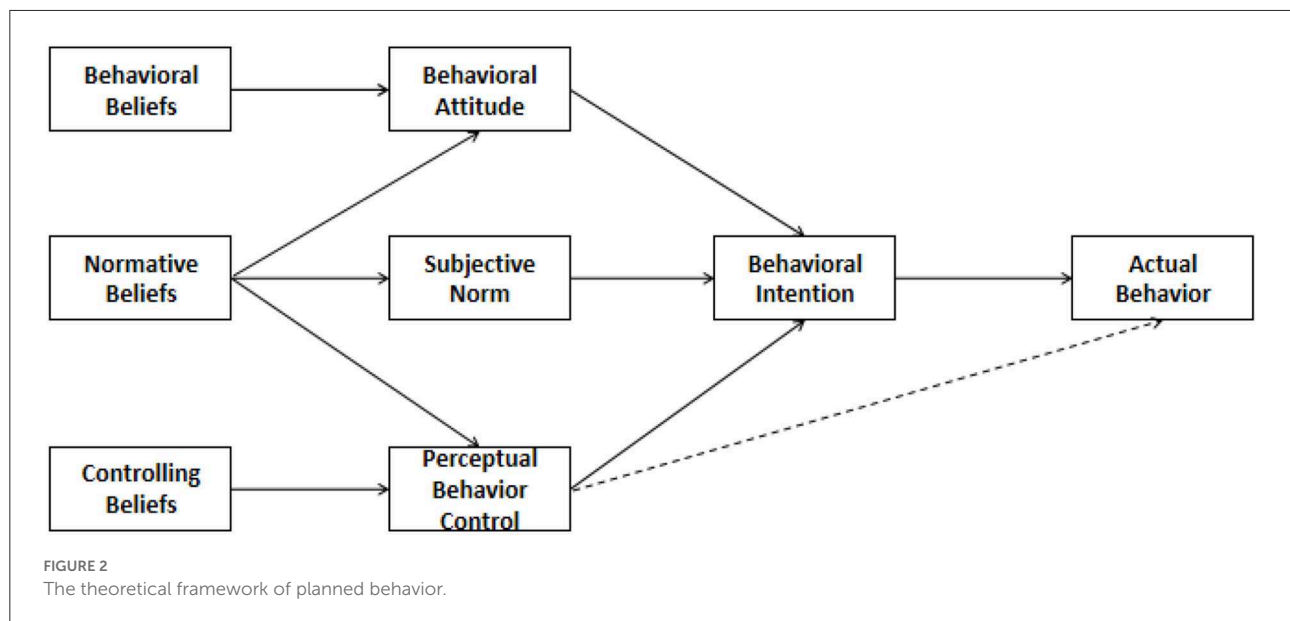 Behavioral
Beliefs
Behavioral
Attitude
Normative
Beliefs
Subjective
Norm
Behavioral
Intention
Actual
Behavior
Controlling
Beliefs
Perceptual
Behavior
Control
FIGURE 2
The theoretical framework of planned behavior.